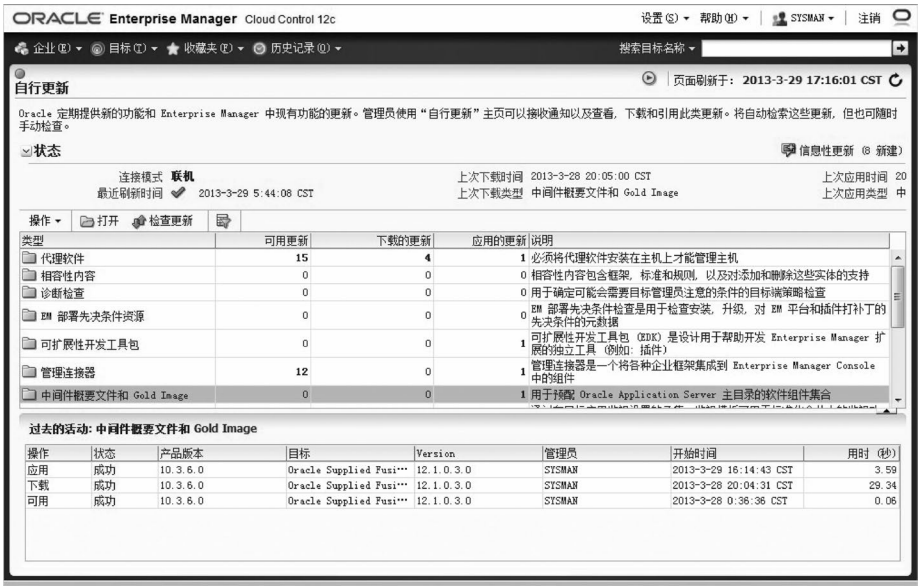 ORACLE Enterprise Manager Cloud Control 12c
设置(S) 帮助(H) SYSMAN 注销
企业(E) 目标(T) 收藏夹(F) 历史记录(O) 搜索目标名称
自行更新
页面刷新于: 2013-3-29 17:16:01 CST
Oracle 定期提供新的功能和 Enterprise Manager 中现有功能的更新。管理员使用“自行更新”主页可以接收通知以及查看, 下载和引用此类更新。将自动检索这些更新, 但也可随时
手动检查。
状态
信息性更新 (8 新建)
连接模式 联机 上次下载时间 2013-3-28 20:05:00 CST 上次应用时间 20
最近刷新时间 2013-3-29 5:44:08 CST 上次下载类型 中间件概要文件和 Gold Image 上次应用类型 中
操作 打开 检查更新
类型 可用更新 下载的更新 应用的更新 说明
代理软件 15 4 1 必须将代理软件安装在主机上才能管理主机
相容性内容 0 0 0 相容性内容包含框架, 标准和规则, 以及对添加和删除这些实体的支持
诊断检查 0 0 0 用于确定可能会需要目标管理员注意的条件的目标端策略检查
EM 部署先决条件资源 0 0 0 EM 部署先决条件检查是用于检查安装, 升级, 对 EM 平台和插件打补丁的
先决条件的元数据
可扩展性开发工具包 0 0 1 可扩展性开发工具包 (EDK) 是设计用于帮助开发 Enterprise Manager 扩
展的独立工具 (例如: 插件)
管理连接器 12 0 1 管理连接器是一个将各种企业框架集成到 Enterprise Manager Console
中的组件
中间件概要文件和 Gold Image 0 0 1 用于预配 Oracle Application Server 主目录的软件组件集合
过去的活动: 中间件概要文件和 Gold Image
操作 状态 产品版本 目标 Version 管理员 开始时间 用时 (秒)
应用 成功 10.3.6.0 Oracle Supplied Fusi… 12.1.0.3.0 SYSMAN 2013-3-29 16:14:43 CST 3.59
下载 成功 10.3.6.0 Oracle Supplied Fusi… 12.1.0.3.0 SYSMAN 2013-3-28 20:04:31 CST 29.34
可用 成功 10.3.6.0 Oracle Supplied Fusi… 12.1.0.3.0 SYSMAN 2013-3-28 0:36:36 CST 0.06